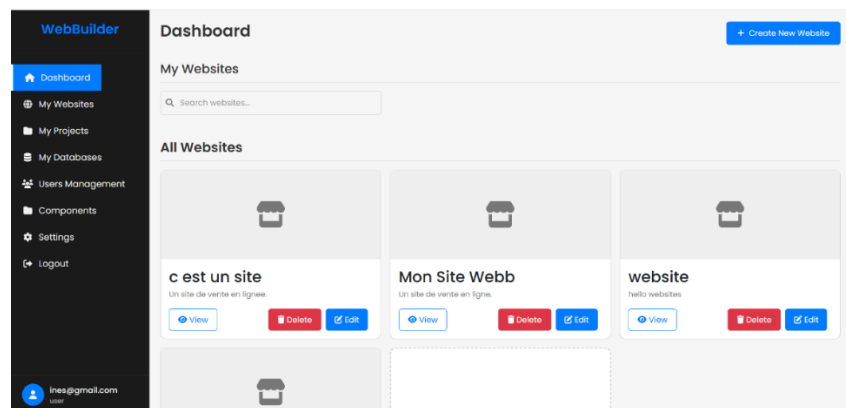 WebBuilder
Dashboard
My Websites
My Projects
My Databases
Users Management
Components
Settings
Logout
ines@gmail.com
user
Dashboard
+ Create New Website
My Websites
Search websites...
All Websites
c est un site
Un site de vente en lignee.
View
Delete
Edit
Mon Site Webb
Un site de vente en ligne.
View
Delete
Edit
website
hello websites
View
Delete
Edit